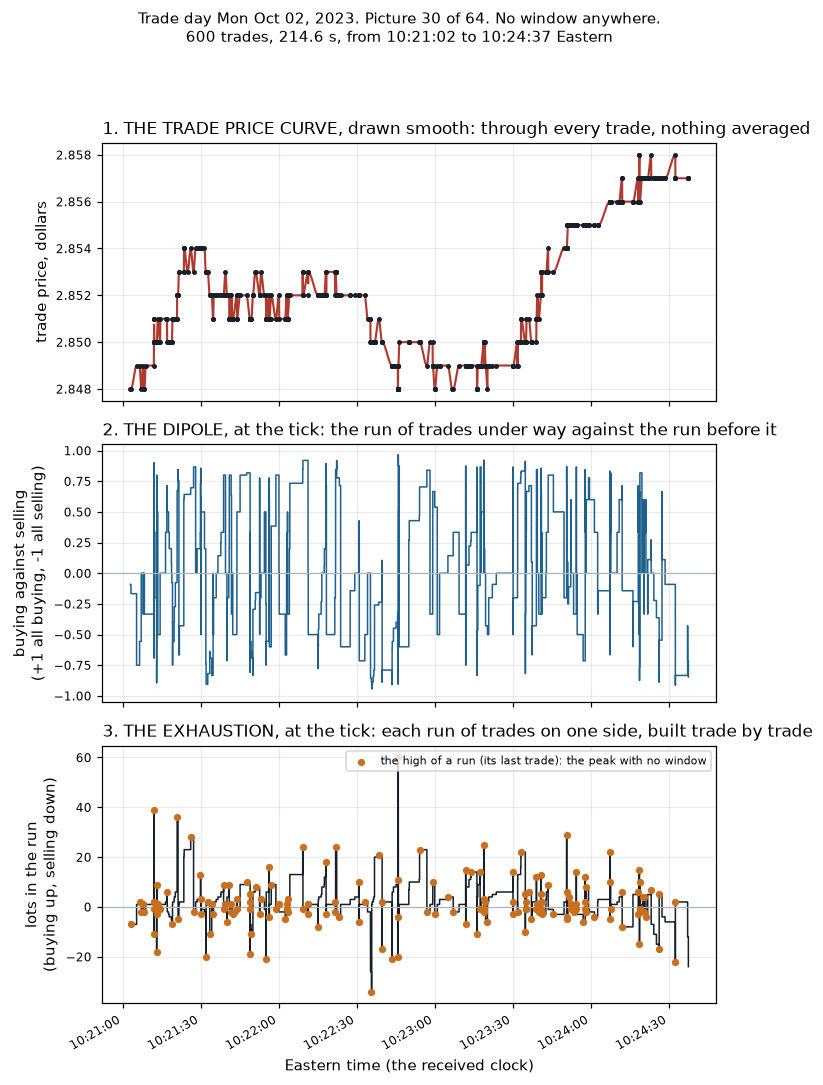 Trade day Mon Oct 02, 2023. Picture 30 of 64. No window anywhere.
600 trades, 214.6 s, from 10:21:02 to 10:24:37 Eastern
1. THE TRADE PRICE CURVE, drawn smooth: through every trade, nothing averaged
trade price, dollars
2.858
2.856
2.854
2.852
2.850
2.848
2. THE DIPOLE, at the tick: the run of trades under way against the run before it
buying against selling
(+1 all buying, -1 all selling)
1.00
0.75
0.50
0.25
0.00
−0.25
−0.50
−0.75
−1.00
3. THE EXHAUSTION, at the tick: each run of trades on one side, built trade by trade
lots in the run
(buying up, selling down)
60
40
20
0
−20
the high of a run (its last trade): the peak with no window
10:21:00
10:21:30
10:22:00
10:22:30
10:23:00
10:23:30
10:24:00
10:24:30
Eastern time (the received clock)